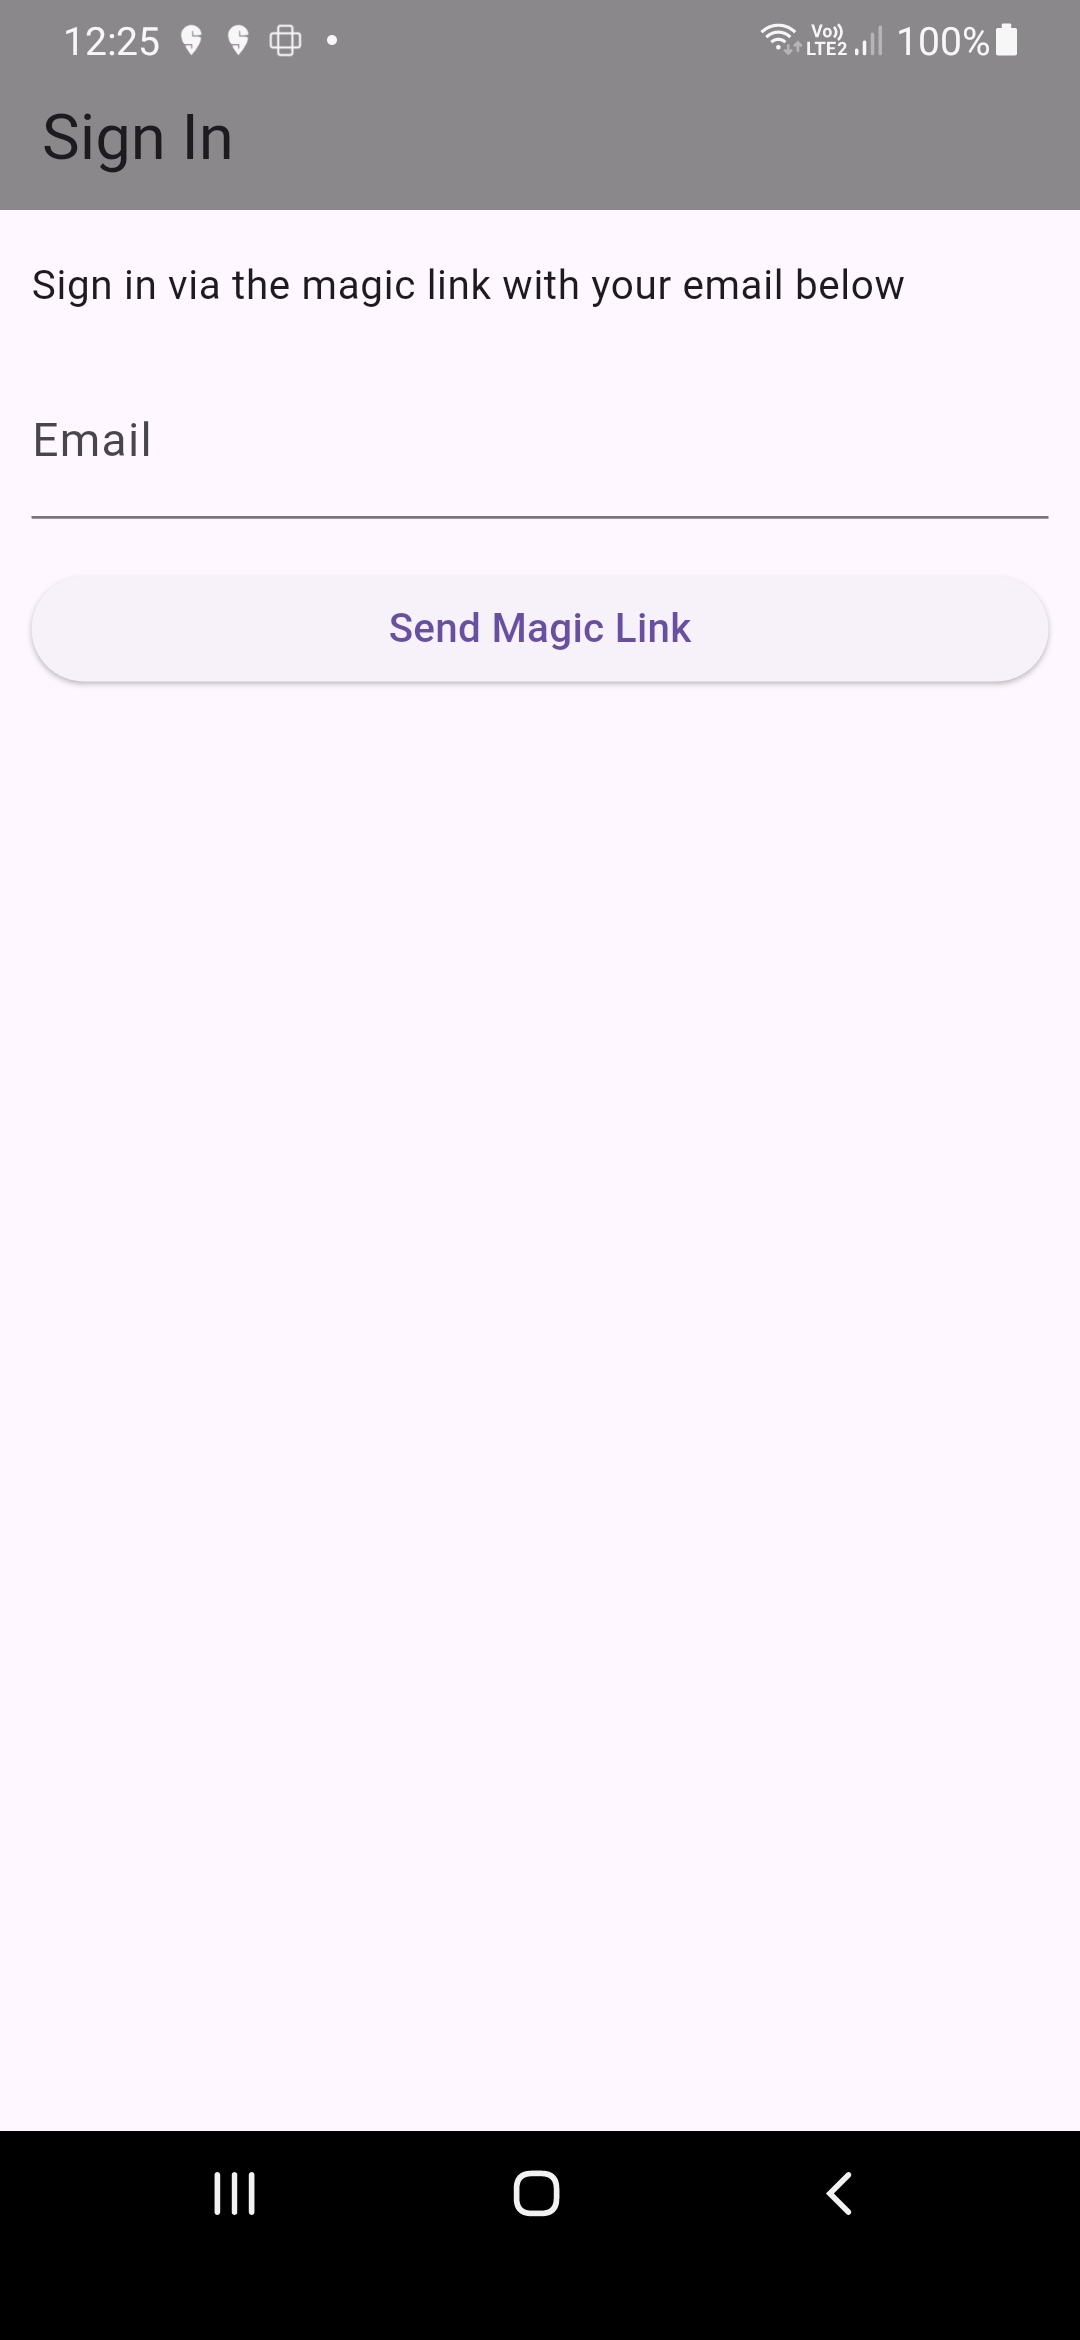 12:25 Vo)) LTE2 100%
Sign In
Sign in via the magic link with your email below
Email
Send Magic Link